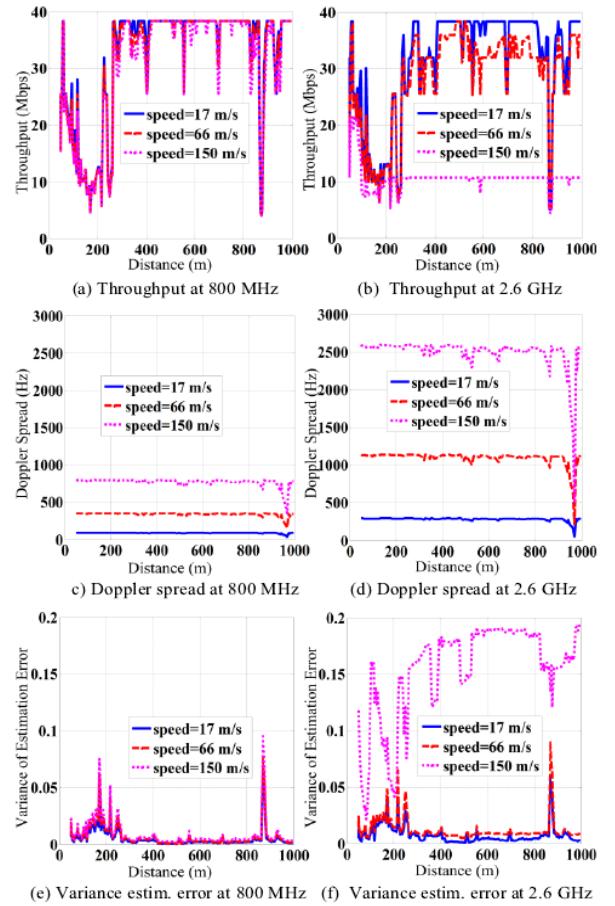 40
30
20
10
0
Throughput (Mbps)
speed=17 m/s
speed=66 m/s
speed=150 m/s
0 200 400 600 800 1000
Distance (m)
(a) Throughput at 800 MHz
40
30
20
10
0
Throughput (Mbps)
speed=17 m/s
speed=66 m/s
speed=150 m/s
0 200 400 600 800 1000
Distance (m)
(b) Throughput at 2.6 GHz
3000
2500
2000
1500
1000
500
0
Doppler Spread (Hz)
speed=17 m/s
speed=66 m/s
speed=150 m/s
0 200 400 600 800 1000
Distance (m)
c) Doppler spread at 800 MHz
3000
2500
2000
1500
1000
500
0
Doppler Spread (Hz)
speed=17 m/s
speed=66 m/s
speed=150 m/s
0 200 400 600 800 1000
Distance (m)
(d) Doppler spread at 2.6 GHz
0.2
0.15
0.1
0.05
0
Variance of Estimation Error
speed=17 m/s
speed=66 m/s
speed=150 m/s
0 200 400 600 800 1000
Distance (m)
(e) Variance estim. error at 800 MHz
0.2
0.15
0.1
0.05
0
Variance of Estimation Error
speed=17 m/s
speed=66 m/s
speed=150 m/s
0 200 400 600 800 1000
Distance (m)
(f) Variance estim. error at 2.6 GHz